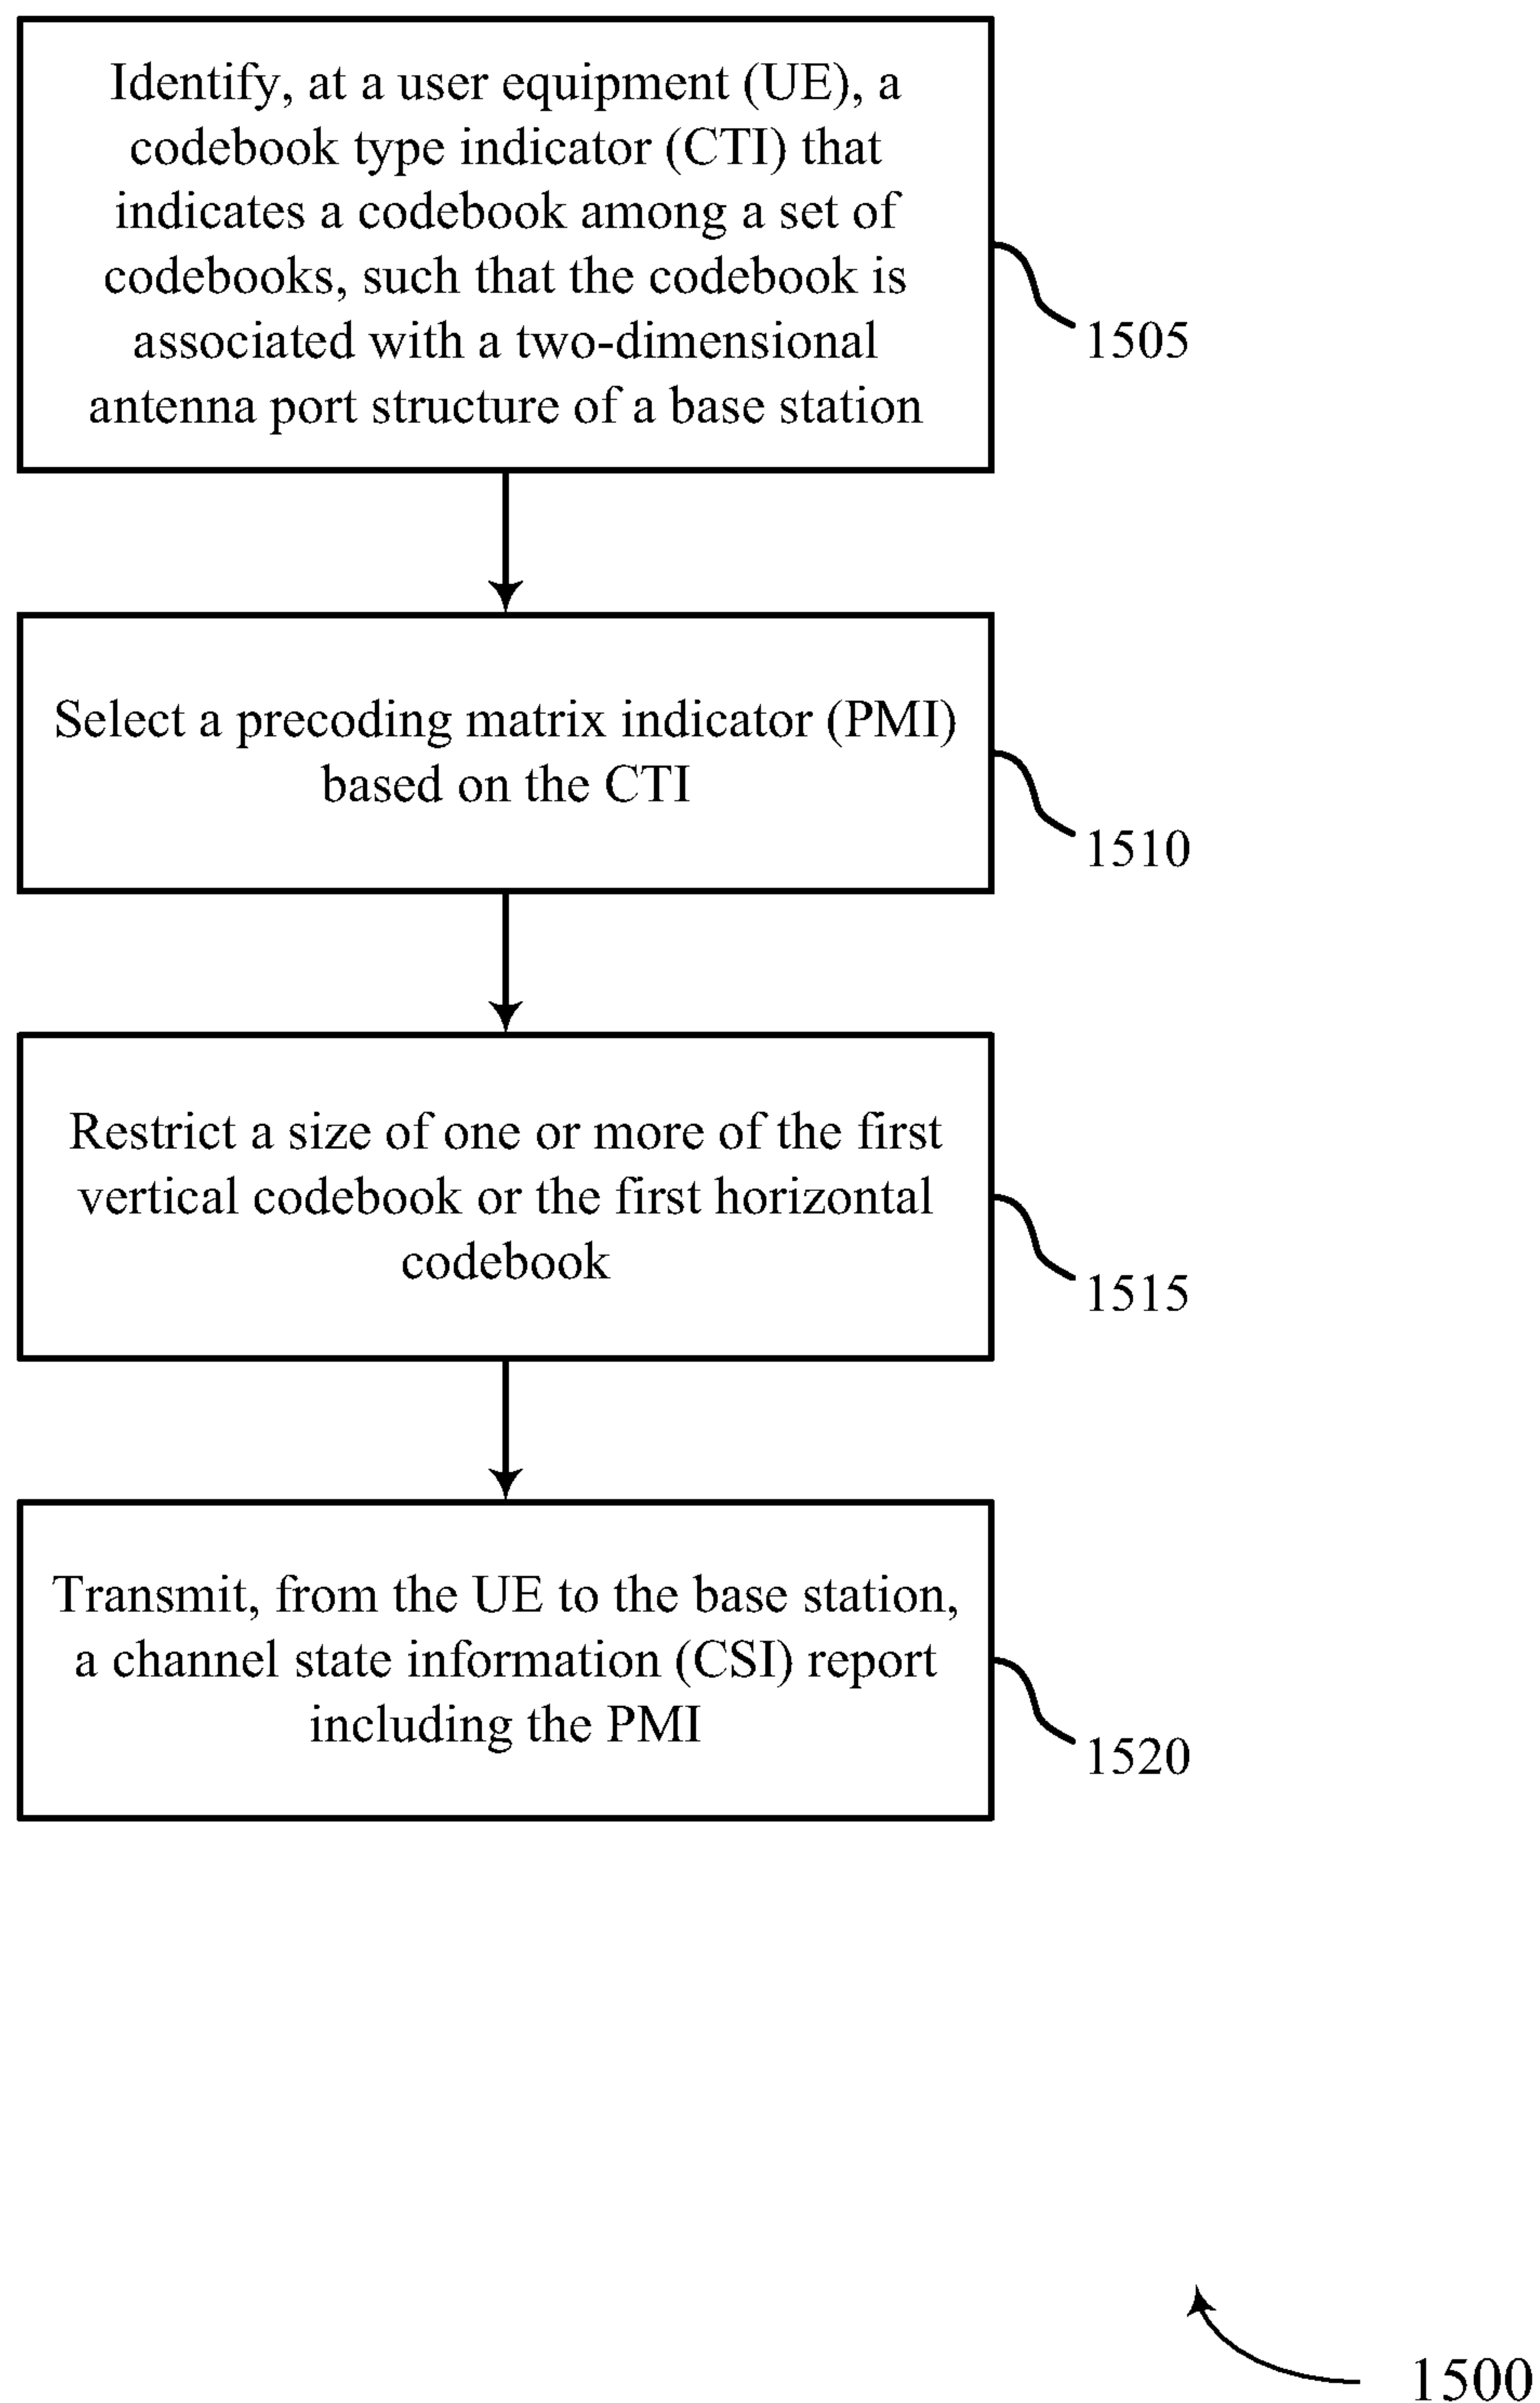 Identify, at a user equipment (UE), a
codebook type indicator (CTI) that
indicates a codebook among a set of
codebooks, such that the codebook is
associated with a two-dimensional
antenna port structure of a base station
1505
Select a precoding matrix indicator (PMI)
based on the CTI
1510
Restrict a size of one or more of the first
vertical codebook or the first horizontal
codebook
1515
Transmit, from the UE to the base station,
a channel state information (CSI) report
including the PMI
1520
1500